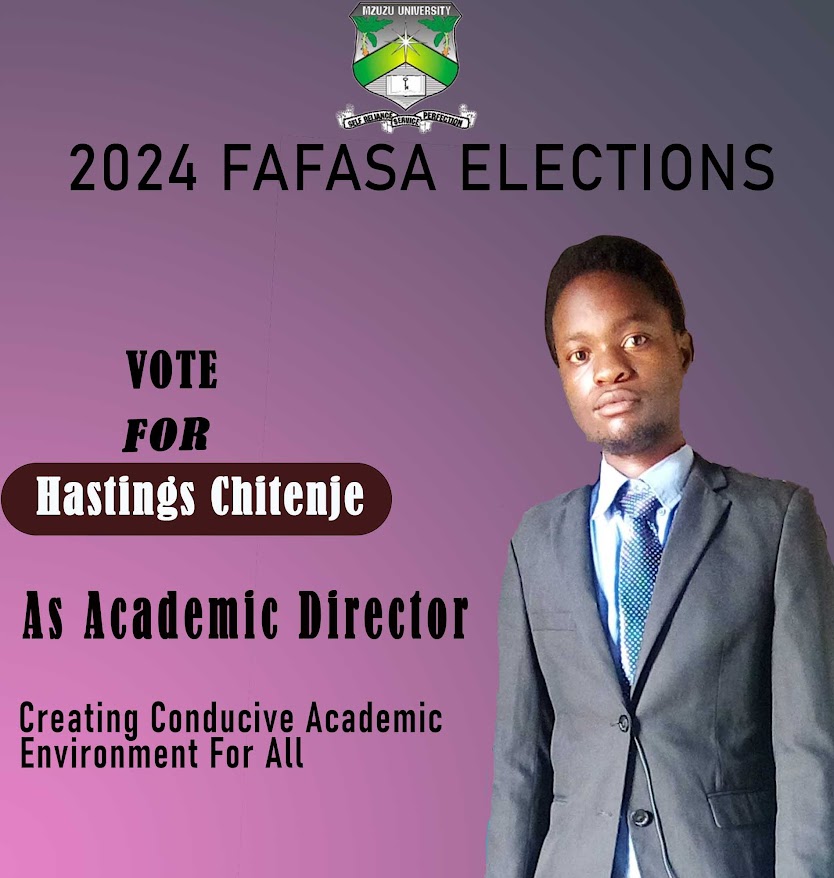 MZUZU UNIVERSITY
SELF RELIANCE SERVICE PERFECTION
2024 FAFASA ELECTIONS
VOTE
FOR
Hastings Chitenje
As Academic Director
Creating Conducive Academic
Environment For All